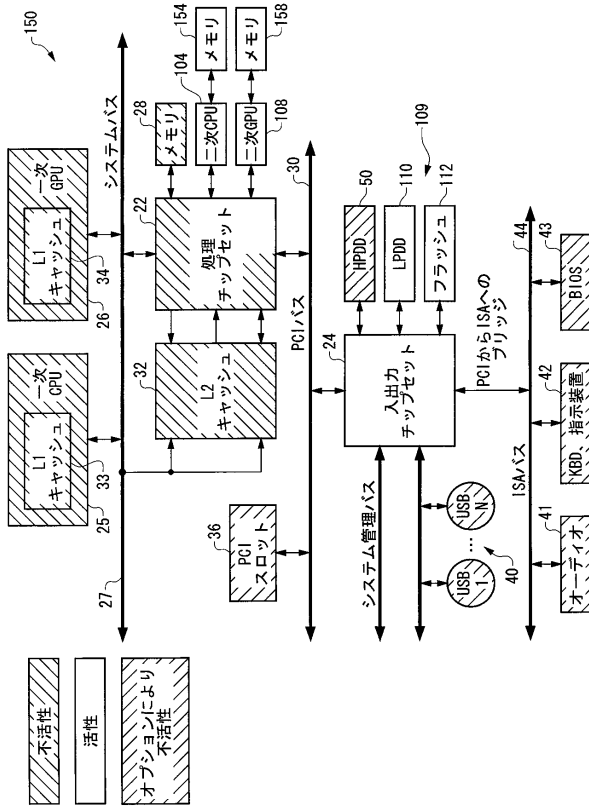 150
一次
GPU
L1
キャッシュ
34
26
一次
CPU
L1
キャッシュ
33
25
27
システムバス
154
メモリ
158
メモリ
104
二次CPU
28
メモリ
二次GPU
108
22
処理
チップセット
32
L2
キャッシュ
36
PCI
スロット
PCIバス
30
109
50
HPDD
110
LPDD
112
フラッシュ
24
入出力
チップセット
システム管理バス
USB
1
...
USB
N
40
PCIからISAへの
ブリッジ
ISAバス
44
43
BIOS
42
KBD、指示装置
41
オーディオ
不活性
活性
オプションにより
不活性